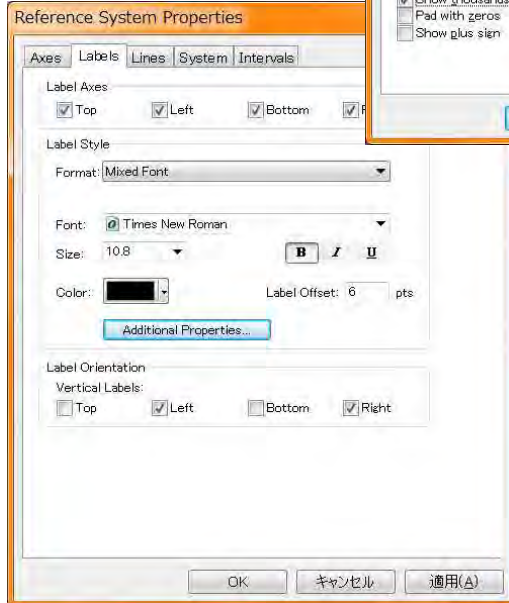 Reference System Properties
Show thousands
Pad with zeros
Show plus sign
Axes Labels Lines System Intervals
Label Axes
Top Left Bottom
Label Style
Format: Mixed Font
Font: Times New Roman
Size: 10.8 B I U
Color: Label Offset: 6 pts
Additional Properties...
Label Orientation
Vertical Labels:
Top Left Bottom Right
OK キャンセル 適用(A)